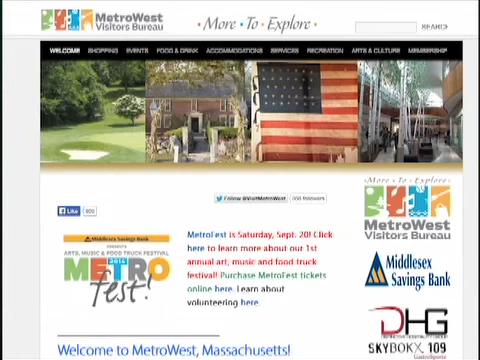 MetroWest
Visitors Bureau
· More · To · Explore ·
SEARCH
WELCOME SHOPPING EVENTS FOOD & DRINK ACCOMMODATIONS SERVICES RECREATION ARTS & CULTURE MEMBERSHIP
Like
Follow @VisitMetroWest
followers
Middlesex Savings Bank
PRESENTS
ARTS, MUSIC & FOOD TRUCK FESTIVAL
METRO
fest!
MetroFest is Saturday, Sept. 20! Click
here to learn more about our 1st
annual art, music and food truck
festival! Purchase MetroFest tickets
online here. Learn about
volunteering here.
· More · To · Explore ·
MetroWest
Visitors Bureau
Middlesex
Savings Bank
DHG
SKYBOKX 109
Welcome to MetroWest, Massachusetts!